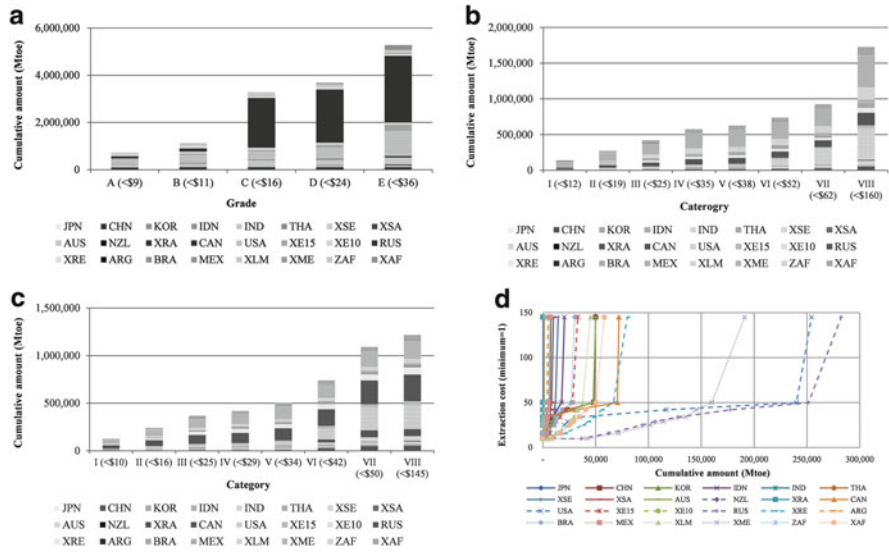 a
6,000,000
4,000,000
2,000,000
0
Cumulative amount (Mtoe)
A (<$9) B (<$11) C (<$16) D (<$24) E (<$36)
Grade
JPN CHN KOR IDN IND THA XSE XSA
AUS NZL XRA CAN USA XE15 XE10 RUS
XRE ARG BRA MEX XLM XME ZAF XAF
b
2,000,000
1,500,000
1,000,000
500,000
0
Cumulative amount (Mtoe)
I (<$12) II (<$19) III (<$25) IV (<$35) V (<$38) VI (<$52) VII VIII
(<$62) (<$160)
Caterogry
JPN CHN KOR IDN IND THA XSE XSA
AUS NZL XRA CAN USA XE15 XE10 RUS
XRE ARG BRA MEX XLM XME ZAF XAF
c
1,500,000
1,000,000
500,000
0
Cumulative amount (Mtoe)
I (<$10) II (<$16) III (<$25) IV (<$29) V (<$34) VI (<$42) VII VIII
(<$50) (<$145)
Category
JPN CHN KOR IDN IND THA XSE XSA
AUS NZL XRA CAN USA XE15 XE10 RUS
XRE ARG BRA MEX XLM XME ZAF XAF
d
150
100
50
0
Extraction cost (minimum=1)
0 50,000 100,000 150,000 200,000 250,000 300,000
Cumulative amount (Mtoe)
JPN CHN KOR IDN IND THA
XSE XSA AUS NZL XRA CAN
USA XE15 XE10 RUS XRE ARG
BRA MEX XLM XME ZAF XAF